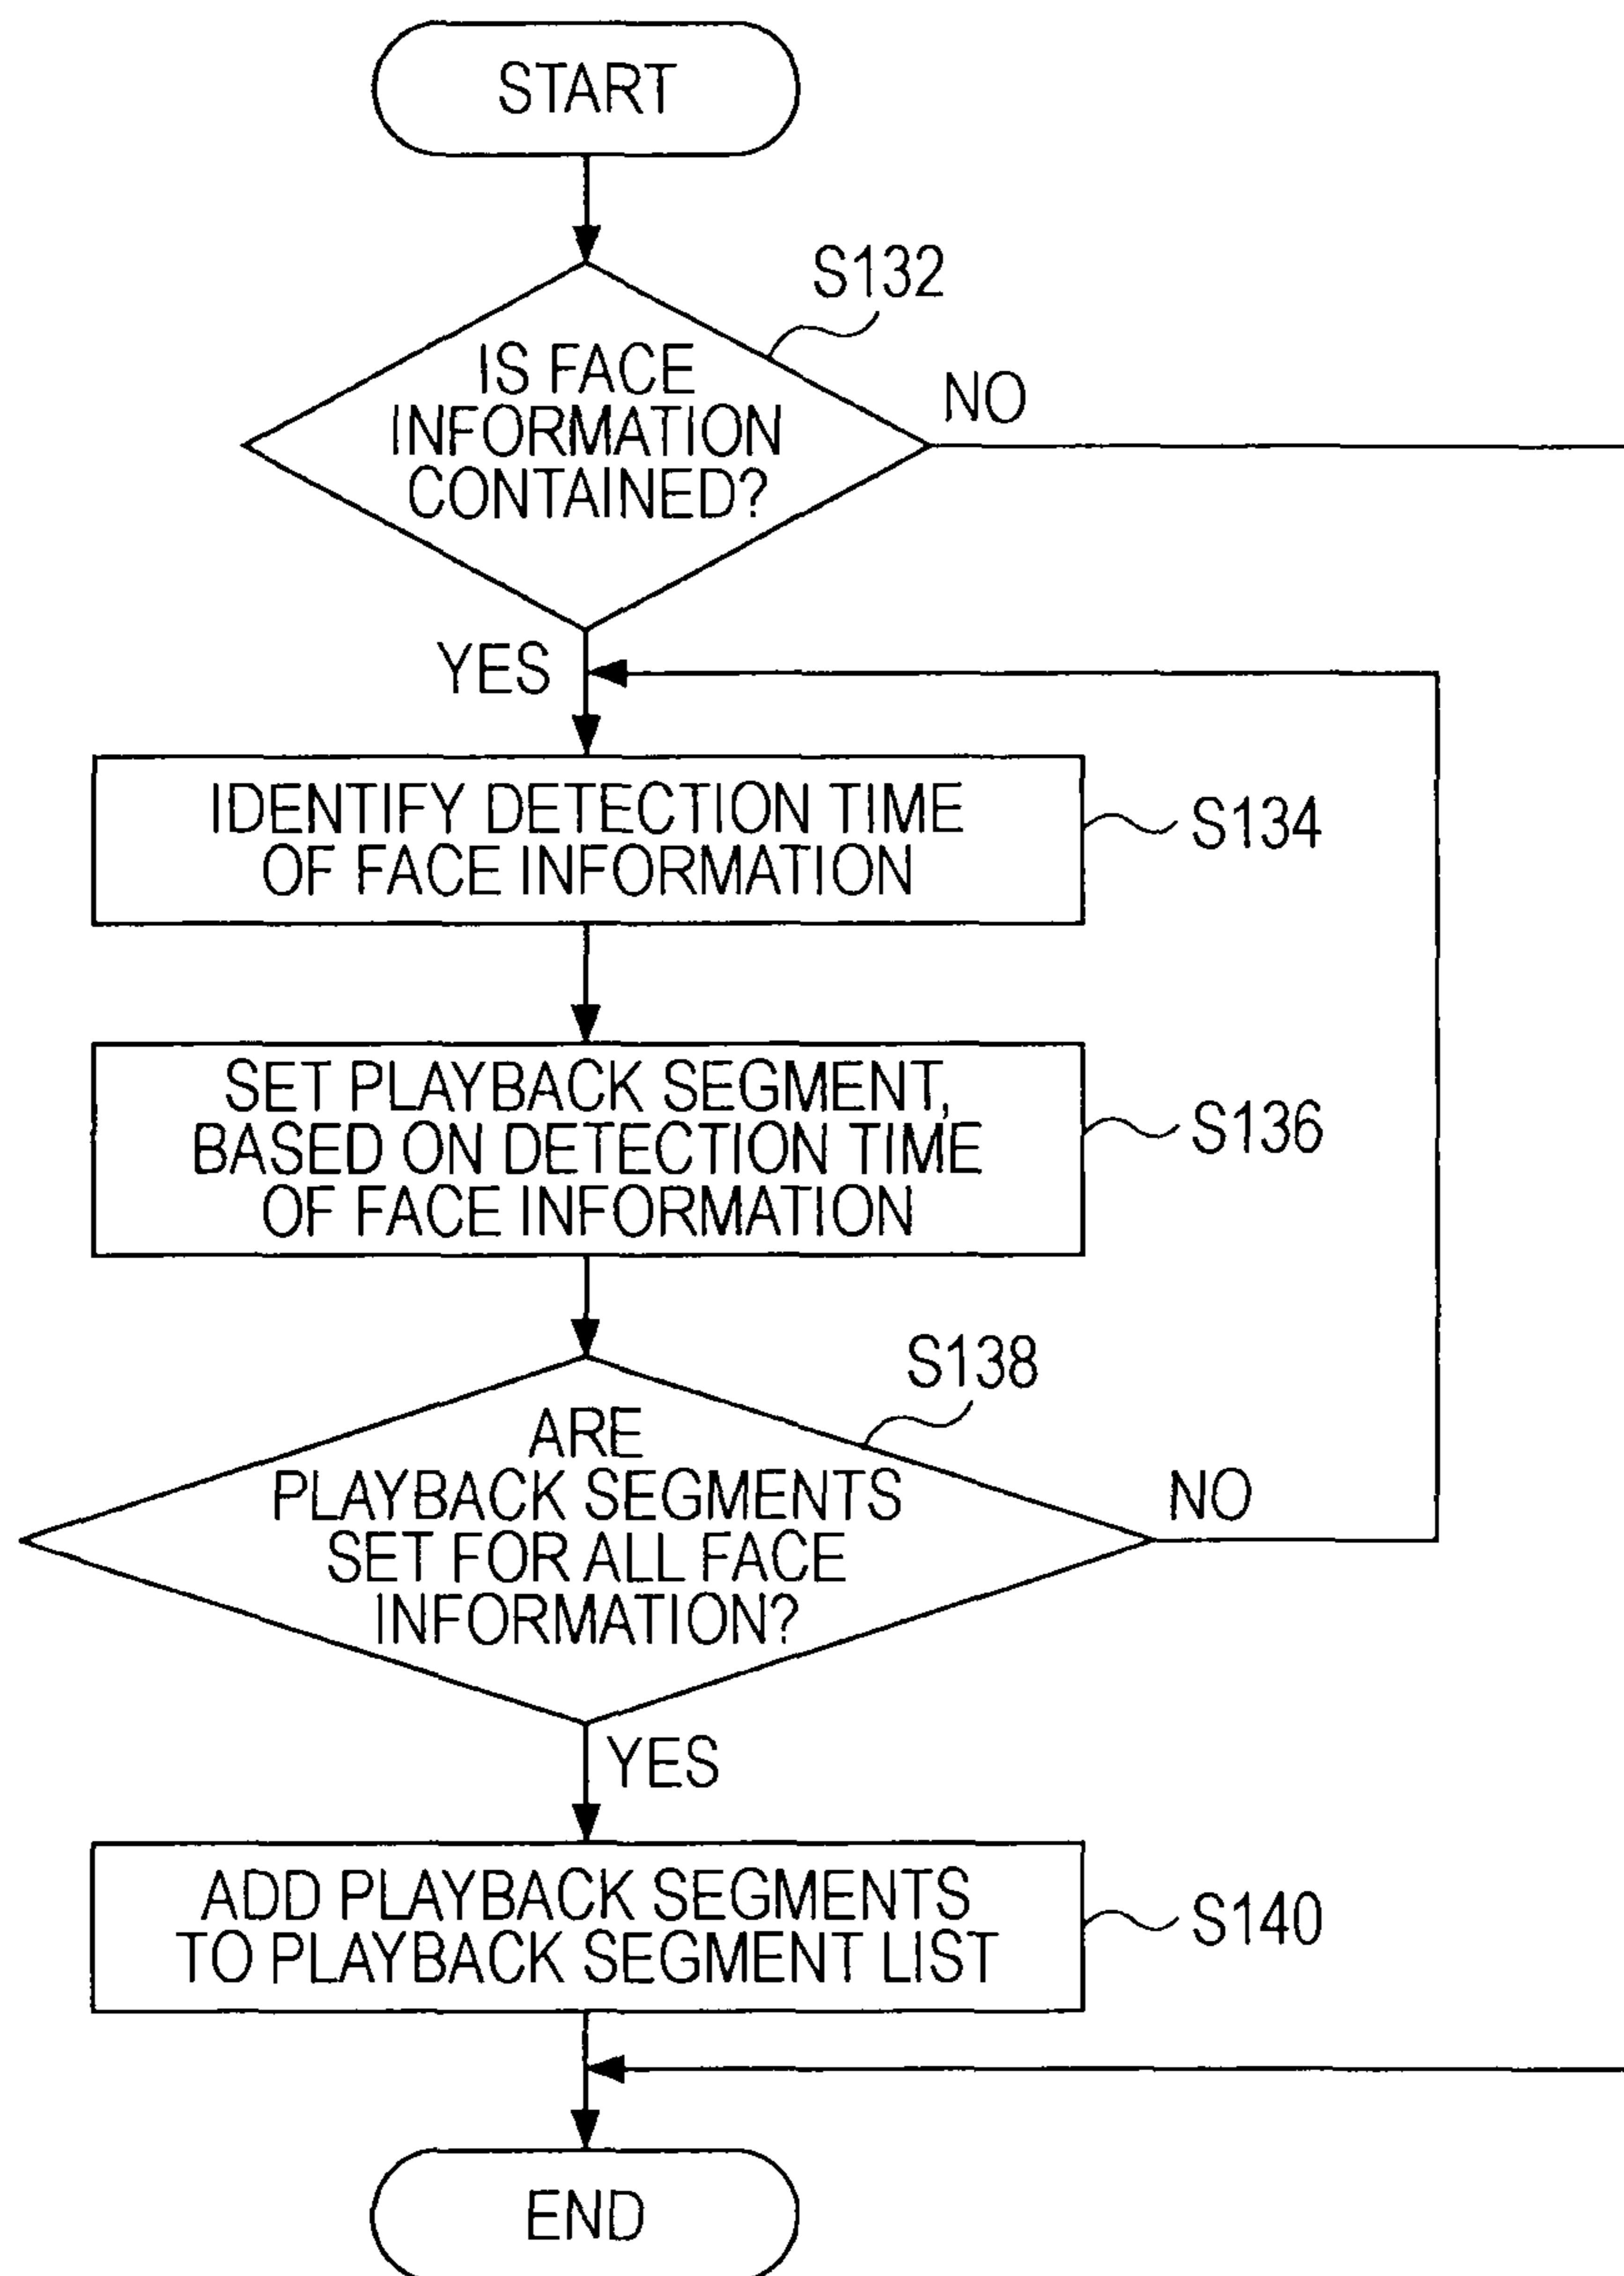 START
S132
IS FACE
INFORMATION
CONTAINED?
NO
YES
IDENTIFY DETECTION TIME
OF FACE INFORMATION
S134
SET PLAYBACK SEGMENT,
BASED ON DETECTION TIME
OF FACE INFORMATION
S136
S138
ARE
PLAYBACK SEGMENTS
SET FOR ALL FACE
INFORMATION?
NO
YES
ADD PLAYBACK SEGMENTS
TO PLAYBACK SEGMENT LIST
S140
END